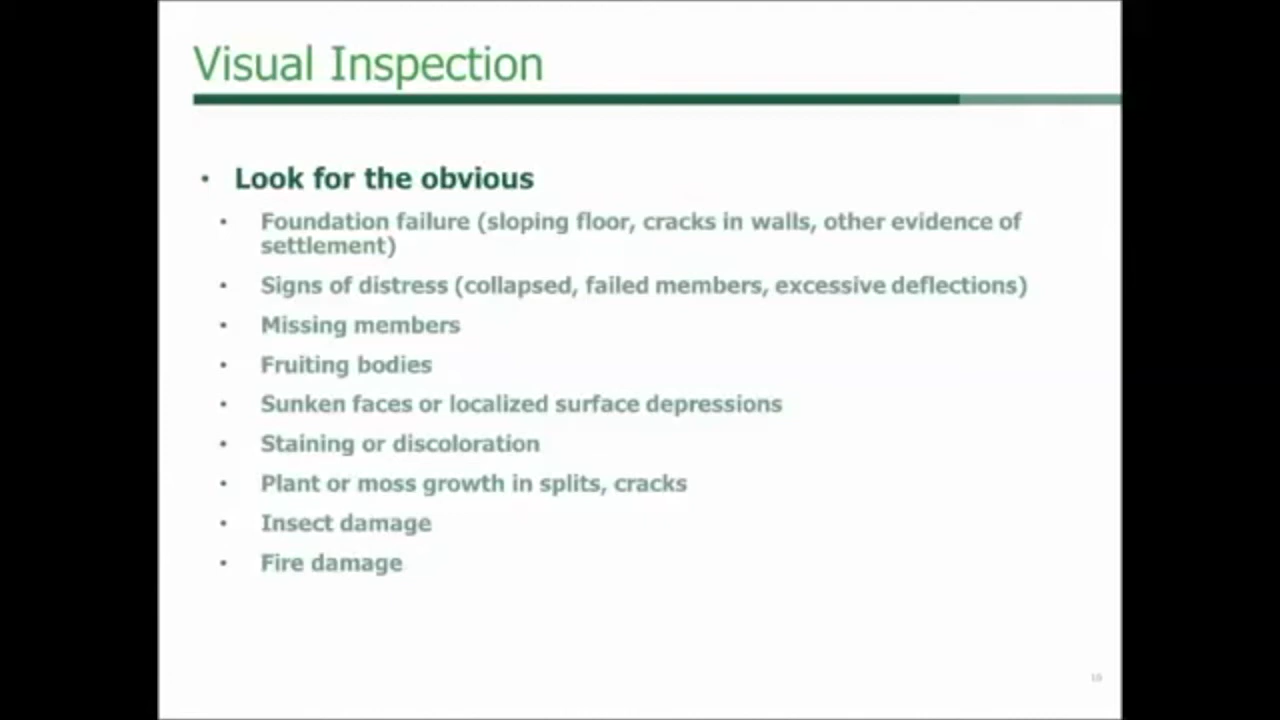 Visual Inspection
• Look for the obvious
• Foundation failure (sloping floor, cracks in walls, other evidence of
settlement)
• Signs of distress (collapsed, failed members, excessive deflections)
• Missing members
• Fruiting bodies
• Sunken faces or localized surface depressions
• Staining or discoloration
• Plant or moss growth in splits, cracks
• Insect damage
• Fire damage